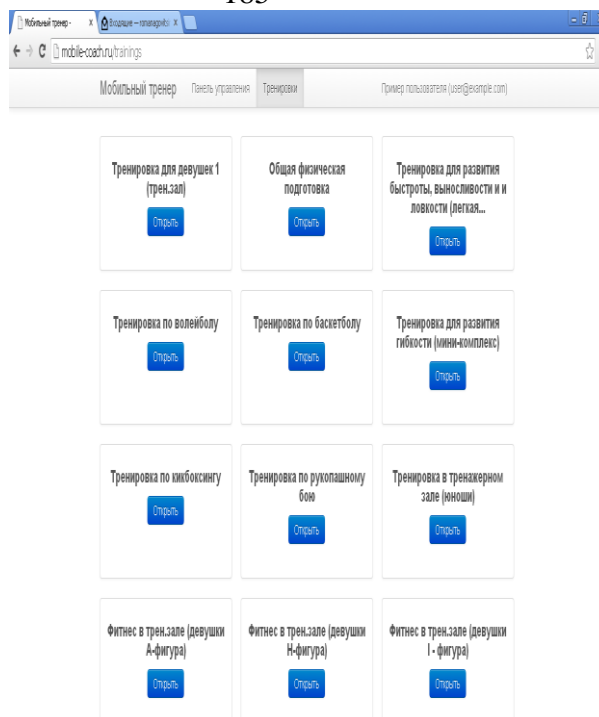 Мобильный тренер -
mobile-coach.ru/trainings
Мобильный тренер Панель управления Тренировки Пример пользователя (user@example.com)
Тренировка для девушек 1
(трен.зал)
Открыть
Общая физическая
подготовка
Открыть
Тренировка для развития
быстроты, выносливости и и
ловкости (легкая...
Открыть
Тренировка по волейболу
Открыть
Тренировка по баскетболу
Открыть
Тренировка для развития
гибкости (мини-комплекс)
Открыть
Тренировка по кикбоксингу
Открыть
Тренировка по рукопашному
бою
Открыть
Тренировка в тренажерном
зале (юноши)
Открыть
Фитнес в трен.зале (девушки
А-фигура)
Открыть
Фитнес в трен.зале (девушки
Н-фигура)
Открыть
Фитнес в трен.зале (девушки
I - фигура)
Открыть